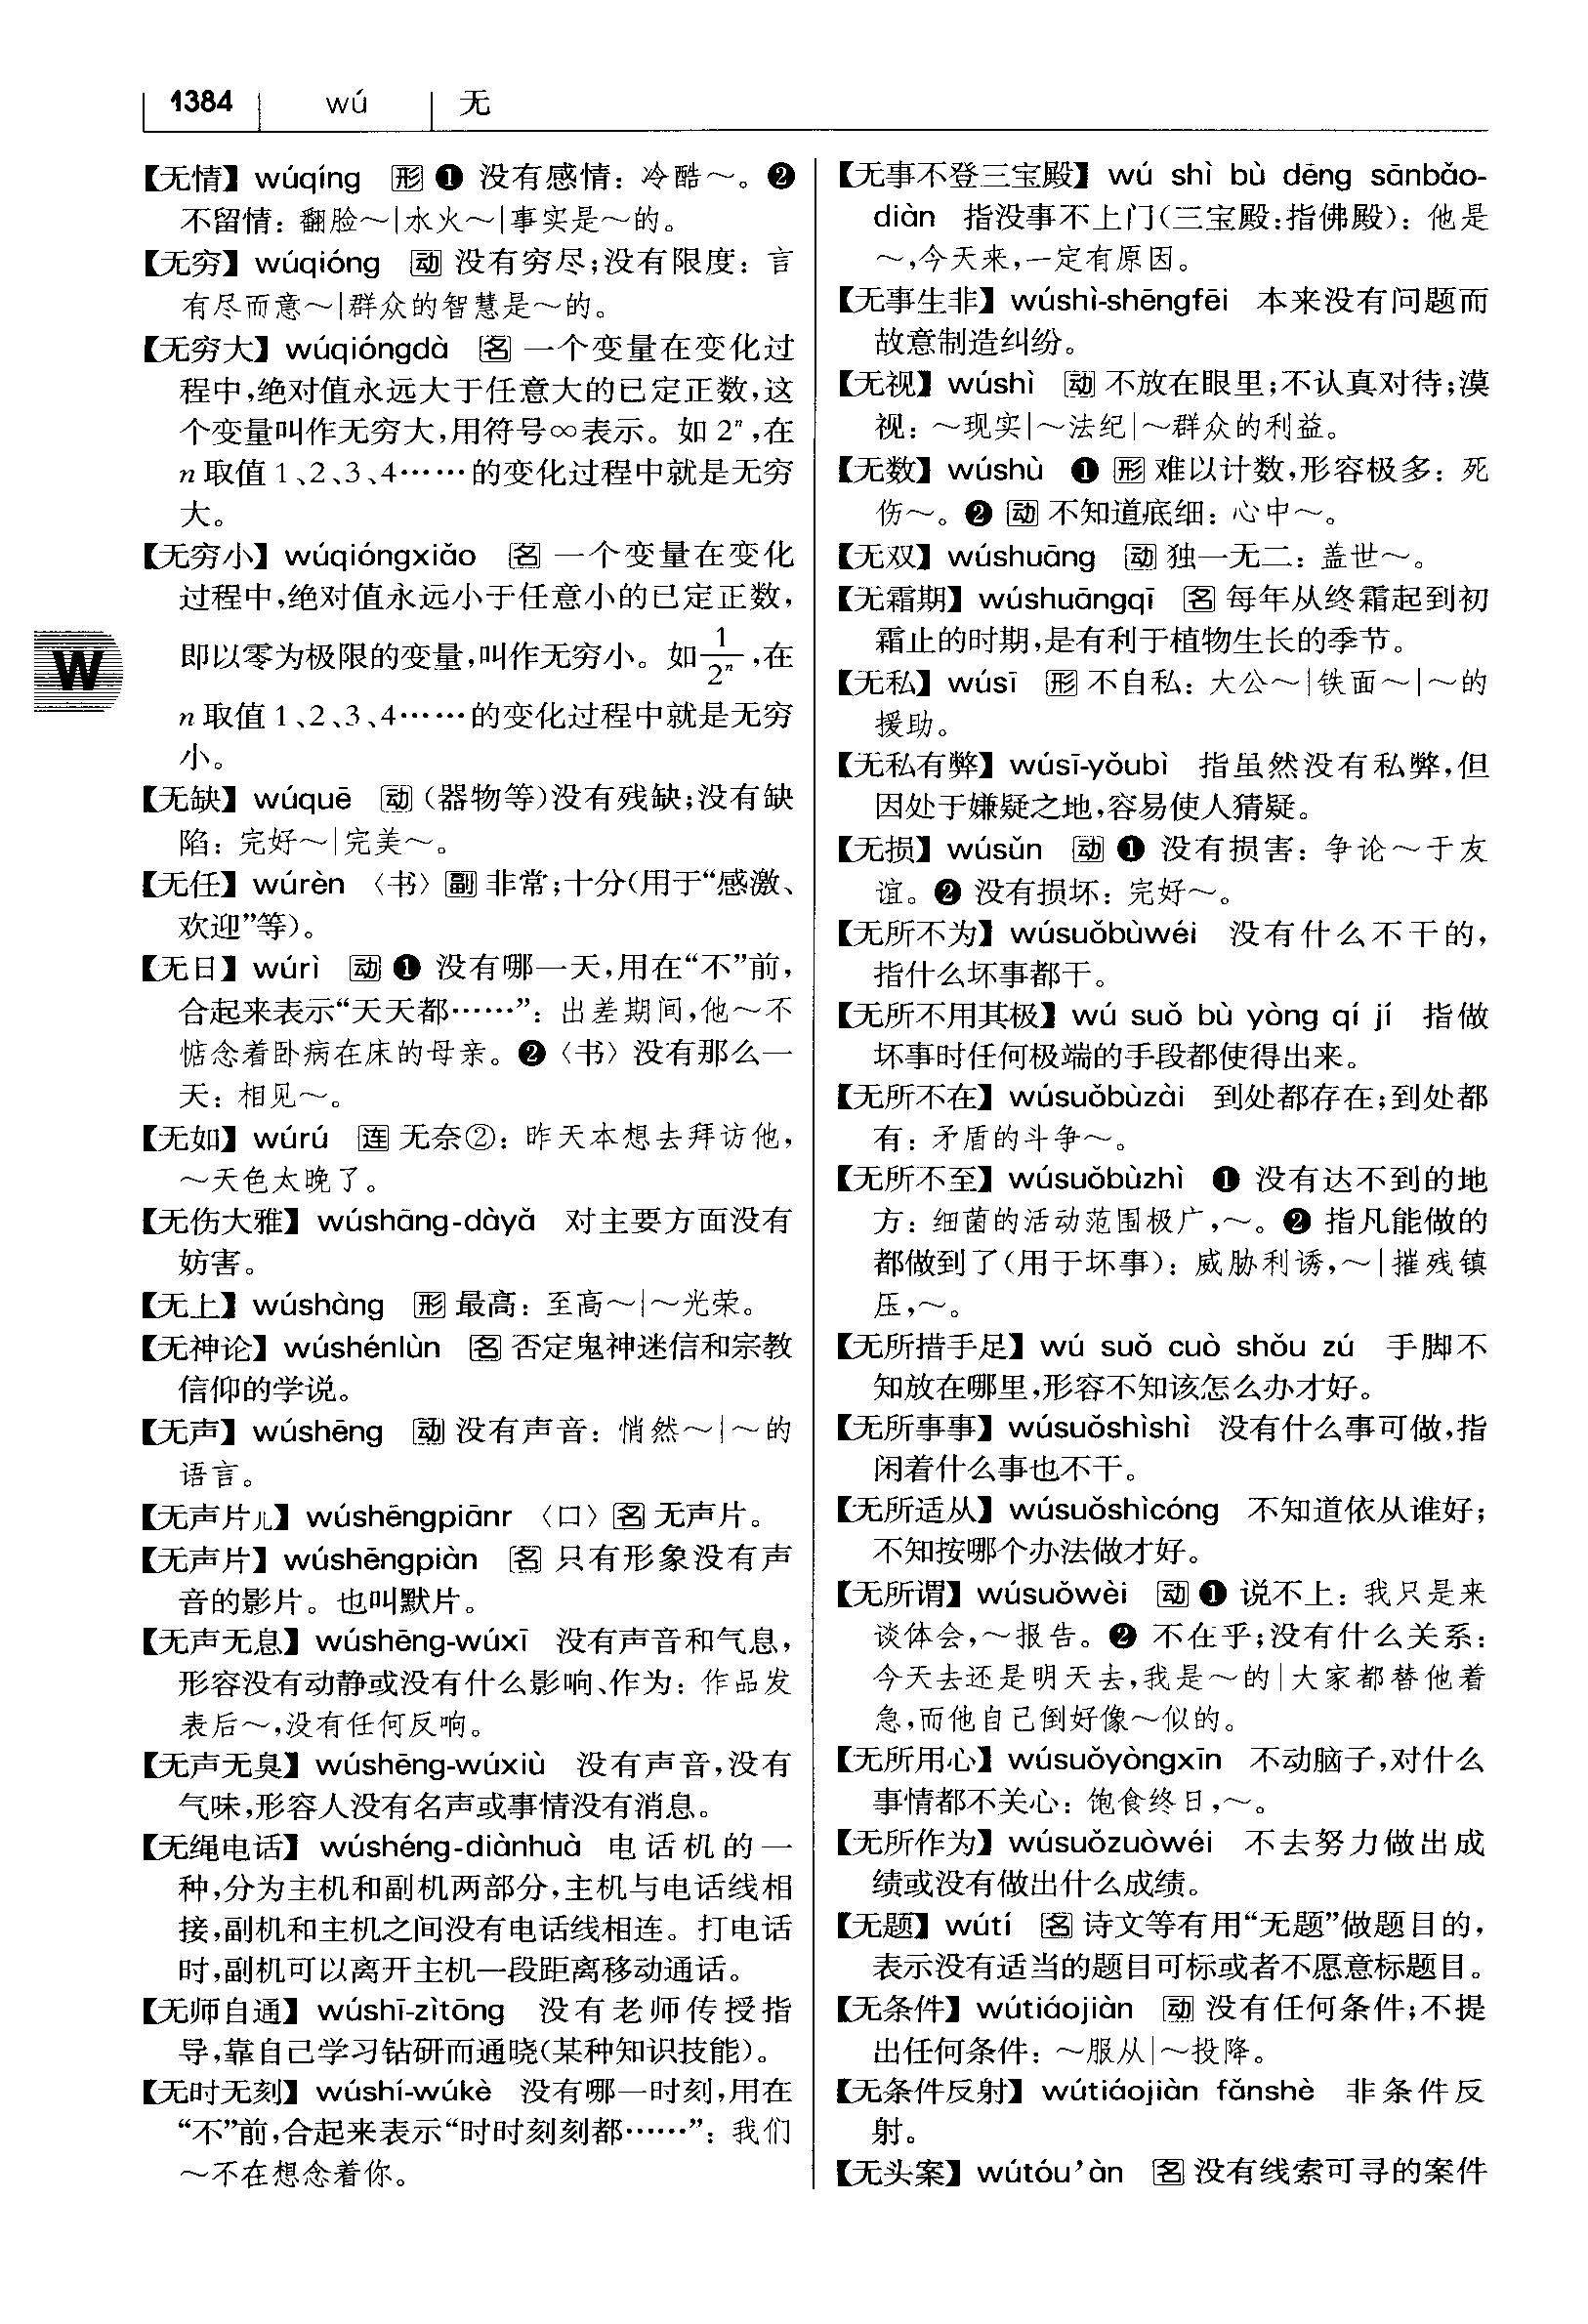 1384 wú 无
【无情】 wúqíng 形 ❶ 没有感情：冷酷～。❷
不留情：翻脸～|水火～|事实是～的。
【无穷】 wúqióng 动 没有穷尽;没有限度：言
有尽而意～|群众的智慧是～的。
【无穷大】 wúqióngdà 名 一个变量在变化过
程中,绝对值永远大于任意大的已定正数,这
个变量叫作无穷大,用符号∞表示。如 2ⁿ,在
n 取值 1、2、3、4……的变化过程中就是无穷
大。
【无穷小】 wúqióngxiǎo 名 一个变量在变化
过程中,绝对值永远小于任意小的已定正数,
即以零为极限的变量,叫作无穷小。如 1/2ⁿ,在
W
n 取值 1、2、3、4……的变化过程中就是无穷
小。
【无缺】 wúquē 动 (器物等)没有残缺;没有缺
陷：完好～|完美～。
【无任】 wúrèn 〈书〉副 非常;十分(用于“感激、
欢迎”等)。
【无日】 wúrì 动 ❶ 没有哪一天,用在“不”前,
合起来表示“天天都……”：出差期间,他～不
惦念着卧病在床的母亲。❷〈书〉没有那么一
天：相见～。
【无如】 wúrú 连 无奈②：昨天本想去拜访他,
～天色太晚了。
【无伤大雅】 wúshāng-dàyǎ 对主要方面没有
妨害。
【无上】 wúshàng 形 最高：至高～|～光荣。
【无神论】 wúshénlùn 名 否定鬼神迷信和宗教
信仰的学说。
【无声】 wúshēng 动 没有声音：悄然～|～的
语言。
【无声片儿】 wúshēngpiānr 〈口〉名 无声片。
【无声片】 wúshēngpiàn 名 只有形象没有声
音的影片。也叫默片。
【无声无息】 wúshēng-wúxī 没有声音和气息,
形容没有动静或没有什么影响、作为：作品发
表后～,没有任何反响。
【无声无臭】 wúshēng-wúxiù 没有声音,没有
气味,形容人没有名声或事情没有消息。
【无绳电话】 wúshéng-diànhuà 电话机的一
种,分为主机和副机两部分,主机与电话线相
接,副机和主机之间没有电话线相连。打电话
时,副机可以离开主机一段距离移动通话。
【无师自通】 wúshī-zìtōng 没有老师传授指
导,靠自己学习钻研而通晓(某种知识技能)。
【无时无刻】 wúshí-wúkè 没有哪一时刻,用在
“不”前,合起来表示“时时刻刻都……”：我们
～不在想念着你。
【无事不登三宝殿】 wú shì bù dēng sānbǎo-
diàn 指没事不上门(三宝殿:指佛殿)：他是
～,今天来,一定有原因。
【无事生非】 wúshì-shēngfēi 本来没有问题而
故意制造纠纷。
【无视】 wúshì 动 不放在眼里;不认真对待;漠
视：～现实|～法纪|～群众的利益。
【无数】 wúshù ❶ 形 难以计数,形容极多：死
伤～。❷ 动 不知道底细：心中～。
【无双】 wúshuāng 动 独一无二：盖世～。
【无霜期】 wúshuāngqī 名 每年从终霜起到初
霜止的时期,是有利于植物生长的季节。
【无私】 wúsī 形 不自私：大公～|铁面～|～的
援助。
【无私有弊】 wúsī-yǒubì 指虽然没有私弊,但
因处于嫌疑之地,容易使人猜疑。
【无损】 wúsǔn 动 ❶ 没有损害：争论～于友
谊。❷ 没有损坏：完好～。
【无所不为】 wúsuǒbùwéi 没有什么不干的,
指什么坏事都干。
【无所不用其极】 wú suǒ bù yòng qí jí 指做
坏事时任何极端的手段都使得出来。
【无所不在】 wúsuǒbùzài 到处都存在;到处都
有：矛盾的斗争～。
【无所不至】 wúsuǒbùzhì ❶ 没有达不到的地
方：细菌的活动范围极广,～。❷ 指凡能做的
都做到了(用于坏事)：威胁利诱,～|摧残镇
压,～。
【无所措手足】 wú suǒ cuò shǒu zú 手脚不
知放在哪里,形容不知该怎么办才好。
【无所事事】 wúsuǒshìshì 没有什么事可做,指
闲着什么事也不干。
【无所适从】 wúsuǒshìcóng 不知道依从谁好;
不知按哪个办法做才好。
【无所谓】 wúsuǒwèi 动 ❶ 说不上：我只是来
谈体会,～报告。❷ 不在乎;没有什么关系：
今天去还是明天去,我是～的|大家都替他着
急,而他自己倒好像～似的。
【无所用心】 wúsuǒyòngxīn 不动脑子,对什么
事情都不关心：饱食终日,～。
【无所作为】 wúsuǒzuòwéi 不去努力做出成
绩或没有做出什么成绩。
【无题】 wútí 名 诗文等有用“无题”做题目的,
表示没有适当的题目可标或者不愿意标题目。
【无条件】 wútiáojiàn 动 没有任何条件;不提
出任何条件：～服从|～投降。
【无条件反射】 wútiáojiàn fǎnshè 非条件反
射。
【无头案】 wútóu’àn 名 没有线索可寻的案件